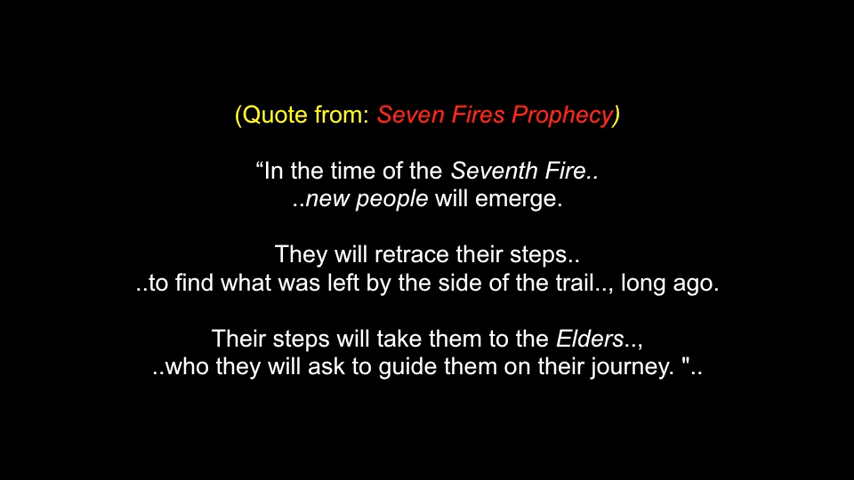 (Quote from: Seven Fires Prophecy)
“In the time of the Seventh Fire..
..new people will emerge.
They will retrace their steps..
..to find what was left by the side of the trail.., long ago.
Their steps will take them to the Elders..,
..who they will ask to guide them on their journey. "..